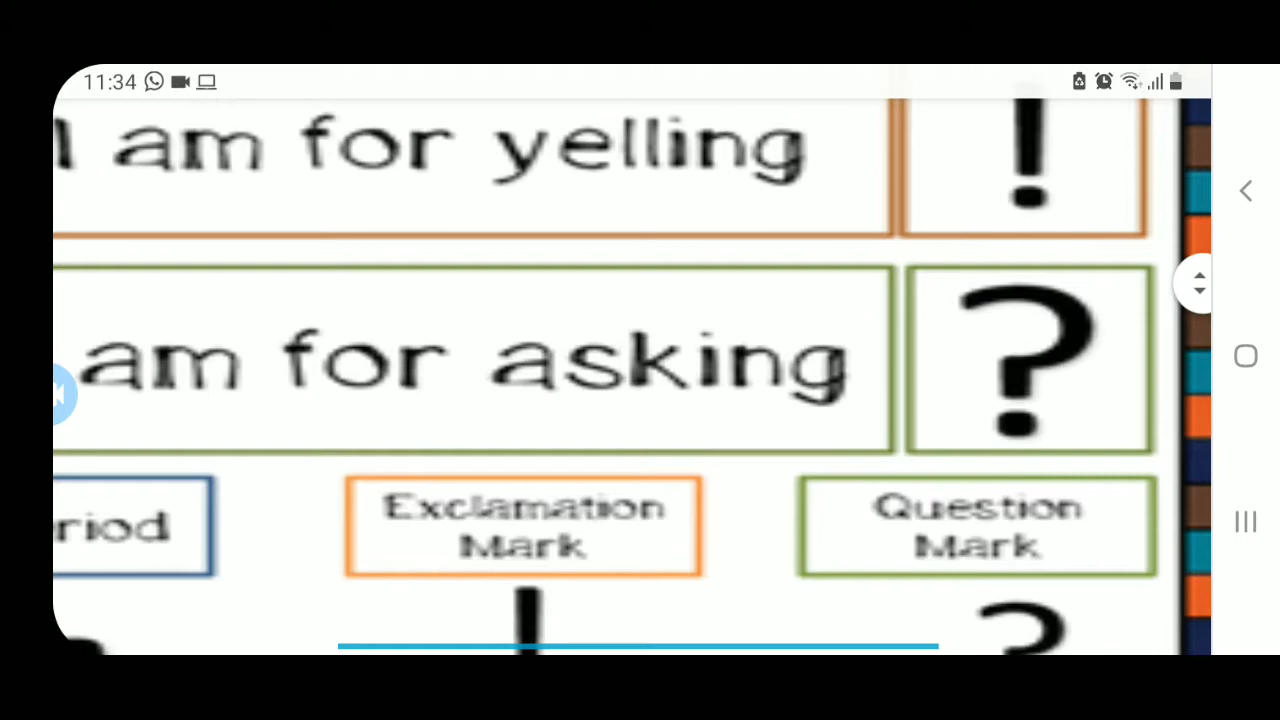 11:34
I am for yelling !
am for asking ?
riod
Exclamation
Mark
Question
Mark
!
?